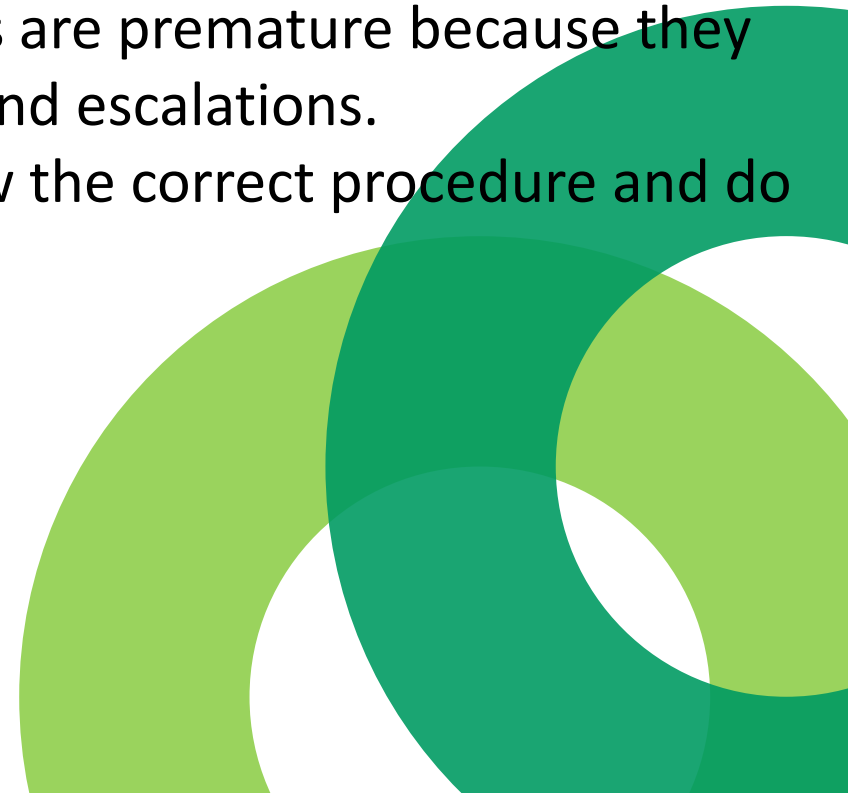 are premature because they
nd escalations.
the correct procedure and do